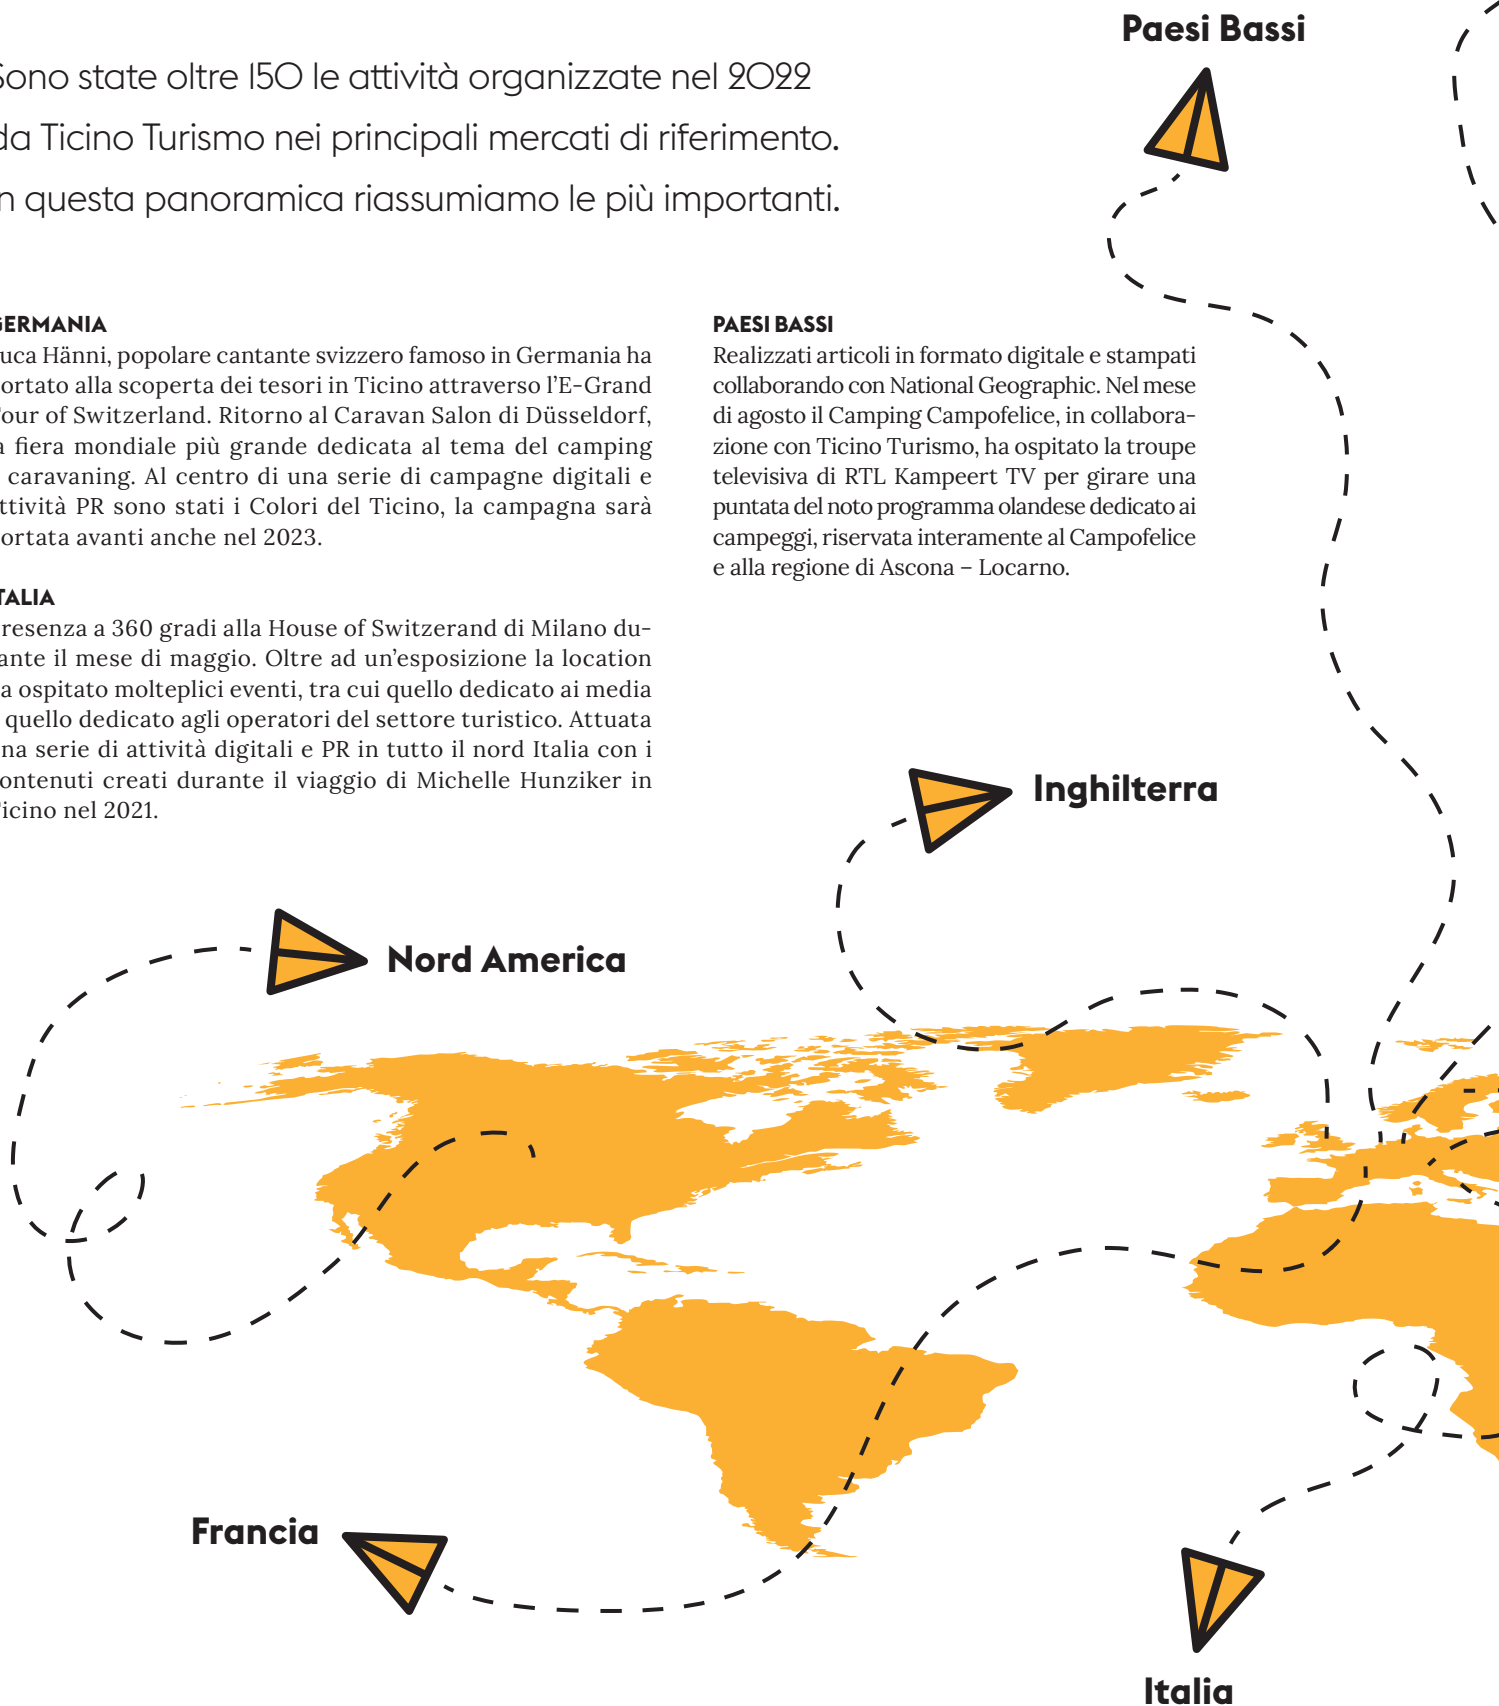 Paesi Bassi
Sono state oltre 150 le attività organizzate nel 2022
da Ticino Turismo nei principali mercati di riferimento.
n questa panoramica riassumiamo le più importanti.
GERMANIA
uca Hänni, popolare cantante svizzero famoso in Germania ha
ortato alla scoperta dei tesori in Ticino attraverso l'E-Grand
our of Switzerland. Ritorno al Caravan Salon di Düsseldorf,
a fiera mondiale più grande dedicata al tema del camping
caravaning. Al centro di una serie di campagne digitali e
ttività PR sono stati i Colori del Ticino, la campagna sarà
ortata avanti anche nel 2023.
ITALIA
resenza a 360 gradi alla House of Switzerand di Milano du-
ante il mese di maggio. Oltre ad un'esposizione la location
a ospitato molteplici eventi, tra cui quello dedicato ai media
quello dedicato agli operatori del settore turistico. Attuata
na serie di attività digitali e PR in tutto il nord Italia con i
ontenuti creati durante il viaggio di Michelle Hunziker in
icino nel 2021.
PAESI BASSI
Realizzati articoli in formato digitale e stampati
collaborando con National Geographic. Nel mese
di agosto il Camping Campofelice, in collabora-
zione con Ticino Turismo, ha ospitato la troupe
televisiva di RTL Kampeert TV per girare una
puntata del noto programma olandese dedicato ai
campeggi, riservata interamente al Campofelice
e alla regione di Ascona – Locarno.
Inghilterra
Nord America
Francia
Italia